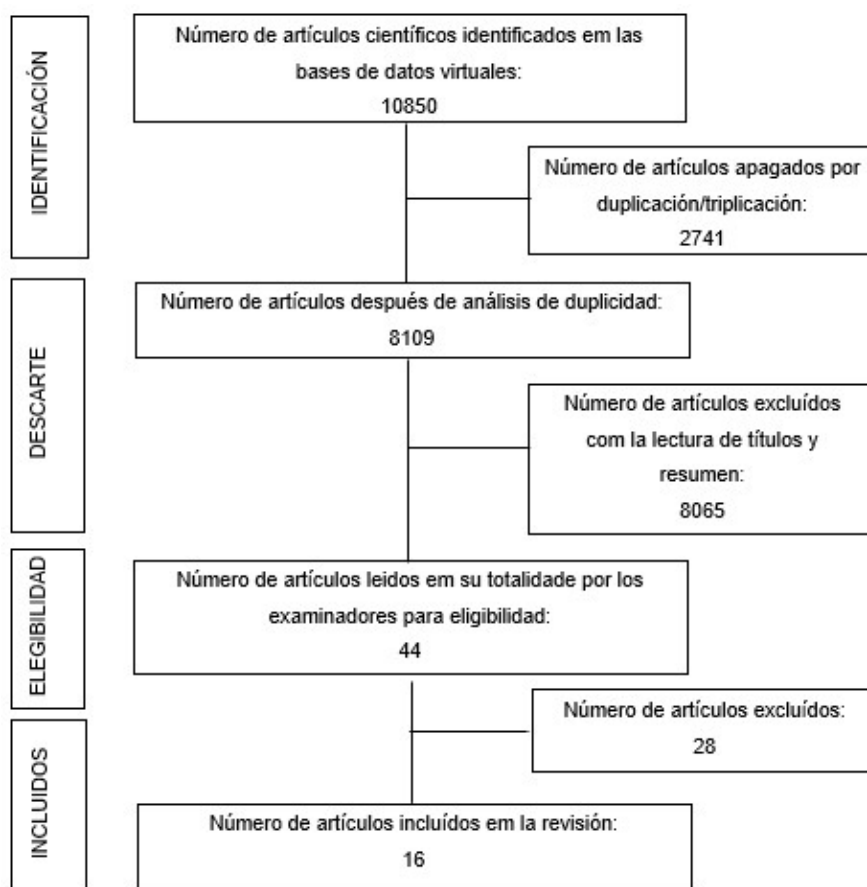 IDENTIFICACIÓN
Número de artículos científicos identificados em las
bases de datos virtuales:
10850
Número de artículos apagados por
duplicación/triplicación:
2741
DESCARTE
Número de artículos después de análisis de duplicidad:
8109
Número de artículos excluídos
com la lectura de títulos y
resumen:
8065
ELEGIBILIDAD
Número de artículos leidos em su totalidade por los
examinadores para eligibilidad:
44
Número de artículos excluídos:
28
INCLUIDOS
Número de artículos incluídos em la revisión:
16